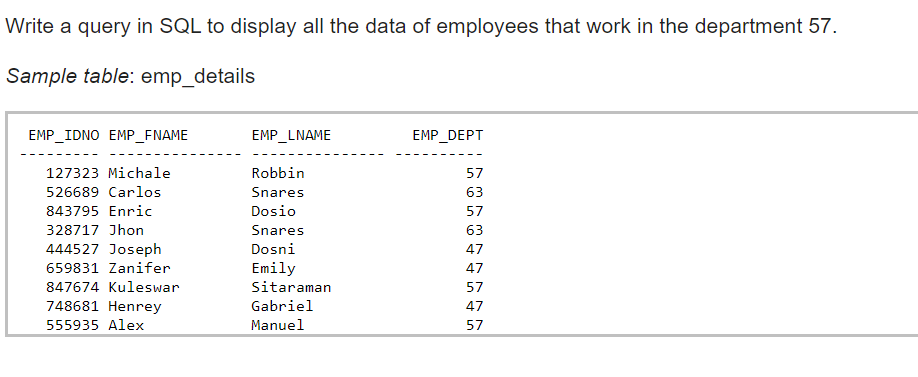 Write a query in SQL to display all the data of employees that work in the department 57.
Sample table: emp_details
EMP_IDNO EMP_FNAME EMP_LNAME EMP_DEPT
--------- --------------- --------------- ----------
127323 Michale Robbin 57
526689 Carlos Snares 63
843795 Enric Dosio 57
328717 Jhon Snares 63
444527 Joseph Dosni 47
659831 Zanifer Emily 47
847674 Kuleswar Sitaraman 57
748681 Henrey Gabriel 47
555935 Alex Manuel 57